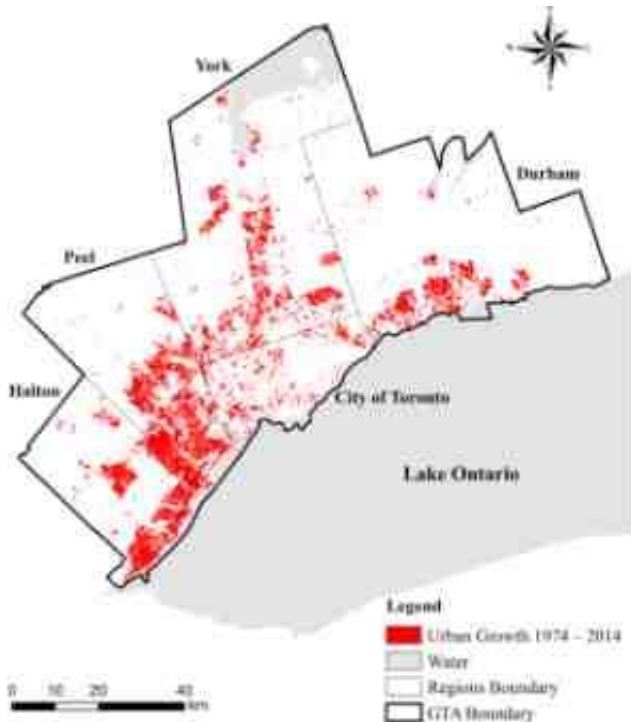 York
Durham
Peel
Halton
City of Toronto
Lake Ontario
Legend
Urban Growth 1974 – 2014
Water
Regions Boundary
GTA Boundary
0 10 20 40
km